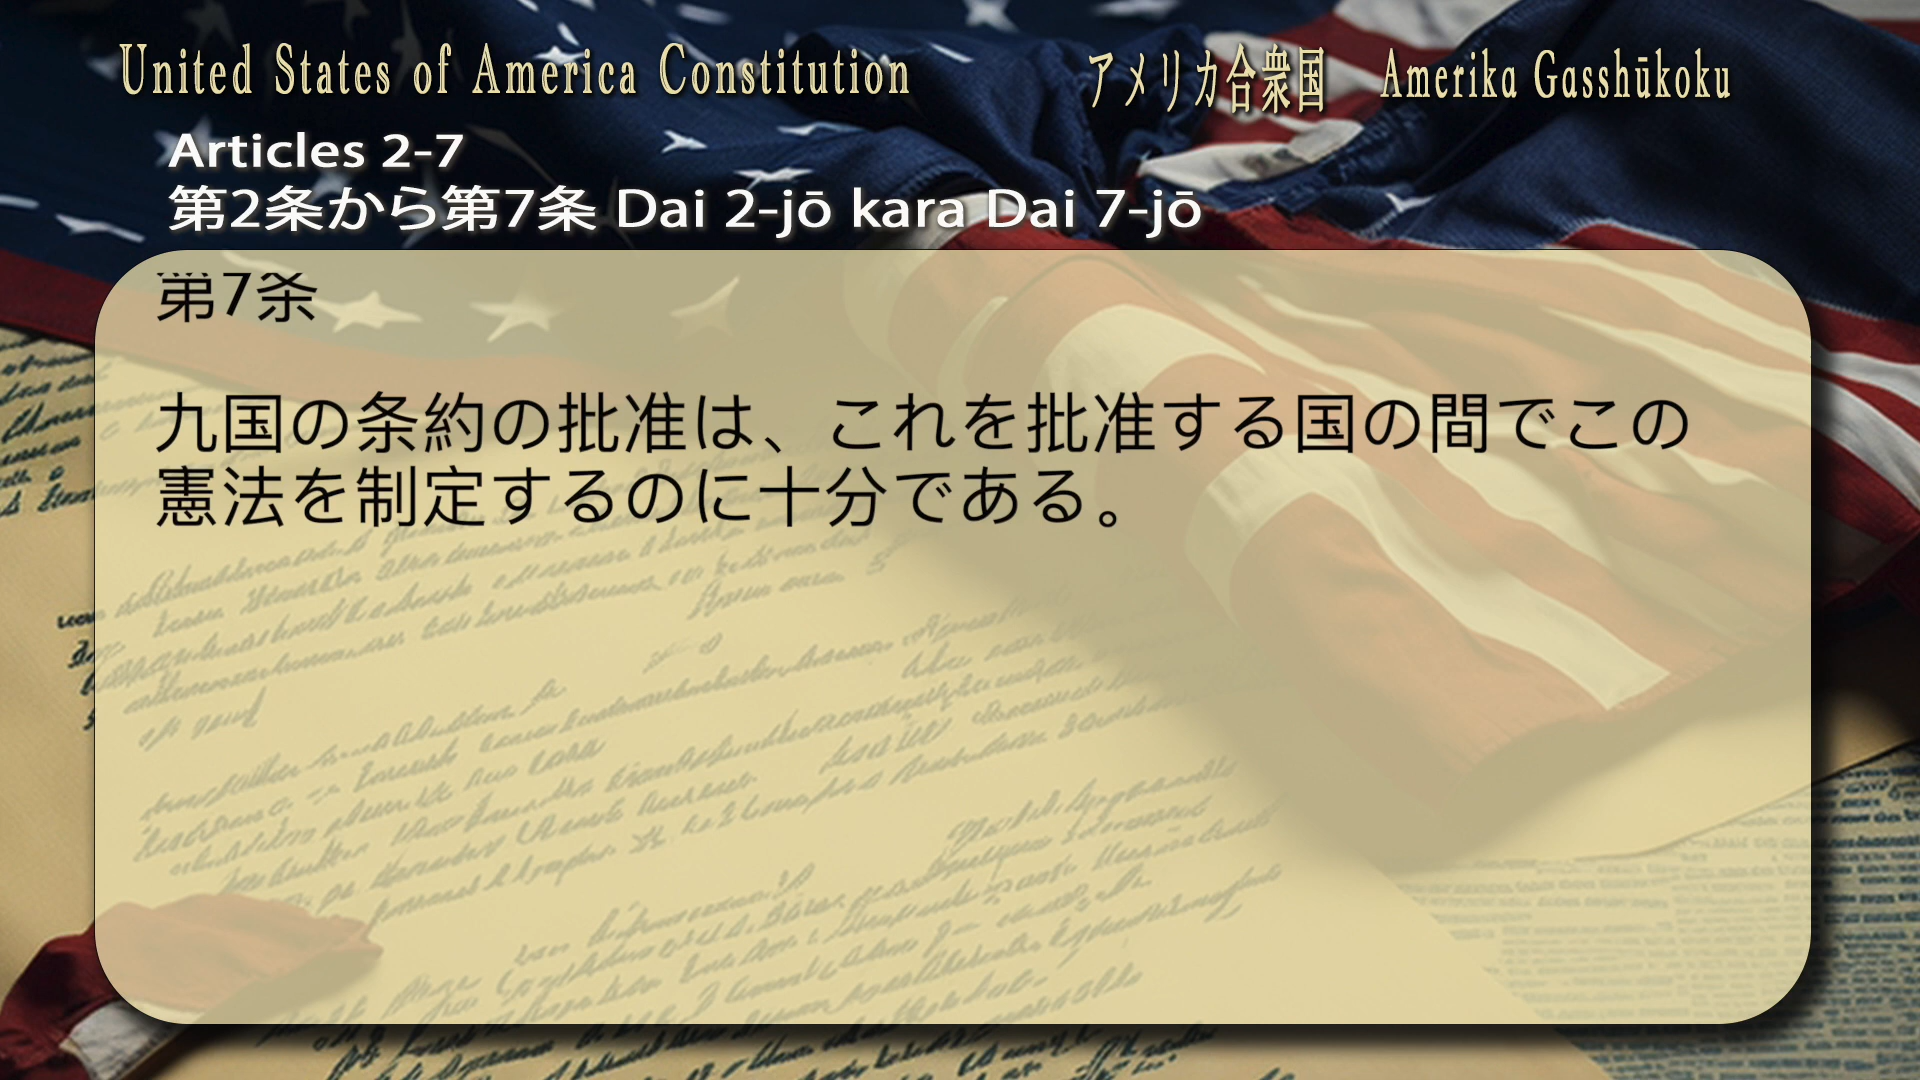 United States of America Constitution
アメリカ合衆国 Amerika Gasshūkoku
Articles 2-7
第2条から第7条 Dai 2-jō kara Dai 7-jō
第7条
九国の条約の批准は、これを批准する国の間でこの
憲法を制定するのに十分である。